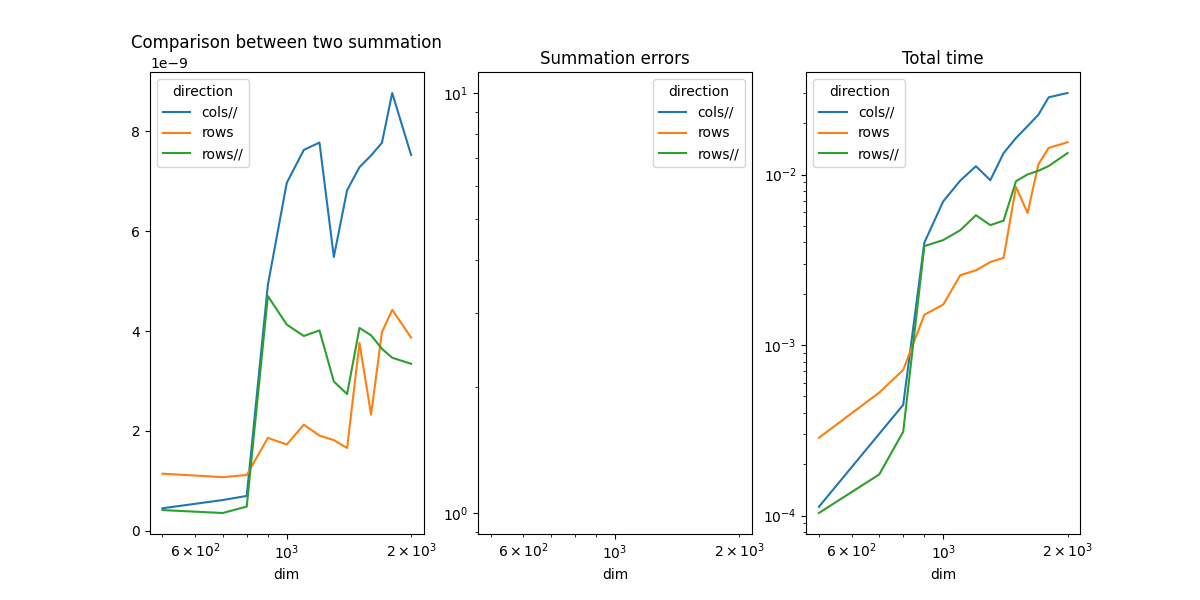 Comparison between two summation
1e−9
direction
cols//
rows
rows//
8
6
4
2
0
6 × 10²
10³
2 × 10³
dim
Summation errors
direction
cols//
rows
rows//
10¹
10⁰
6 × 10²
10³
2 × 10³
dim
Total time
direction
cols//
rows
rows//
10⁻²
10⁻³
10⁻⁴
6 × 10²
10³
2 × 10³
dim